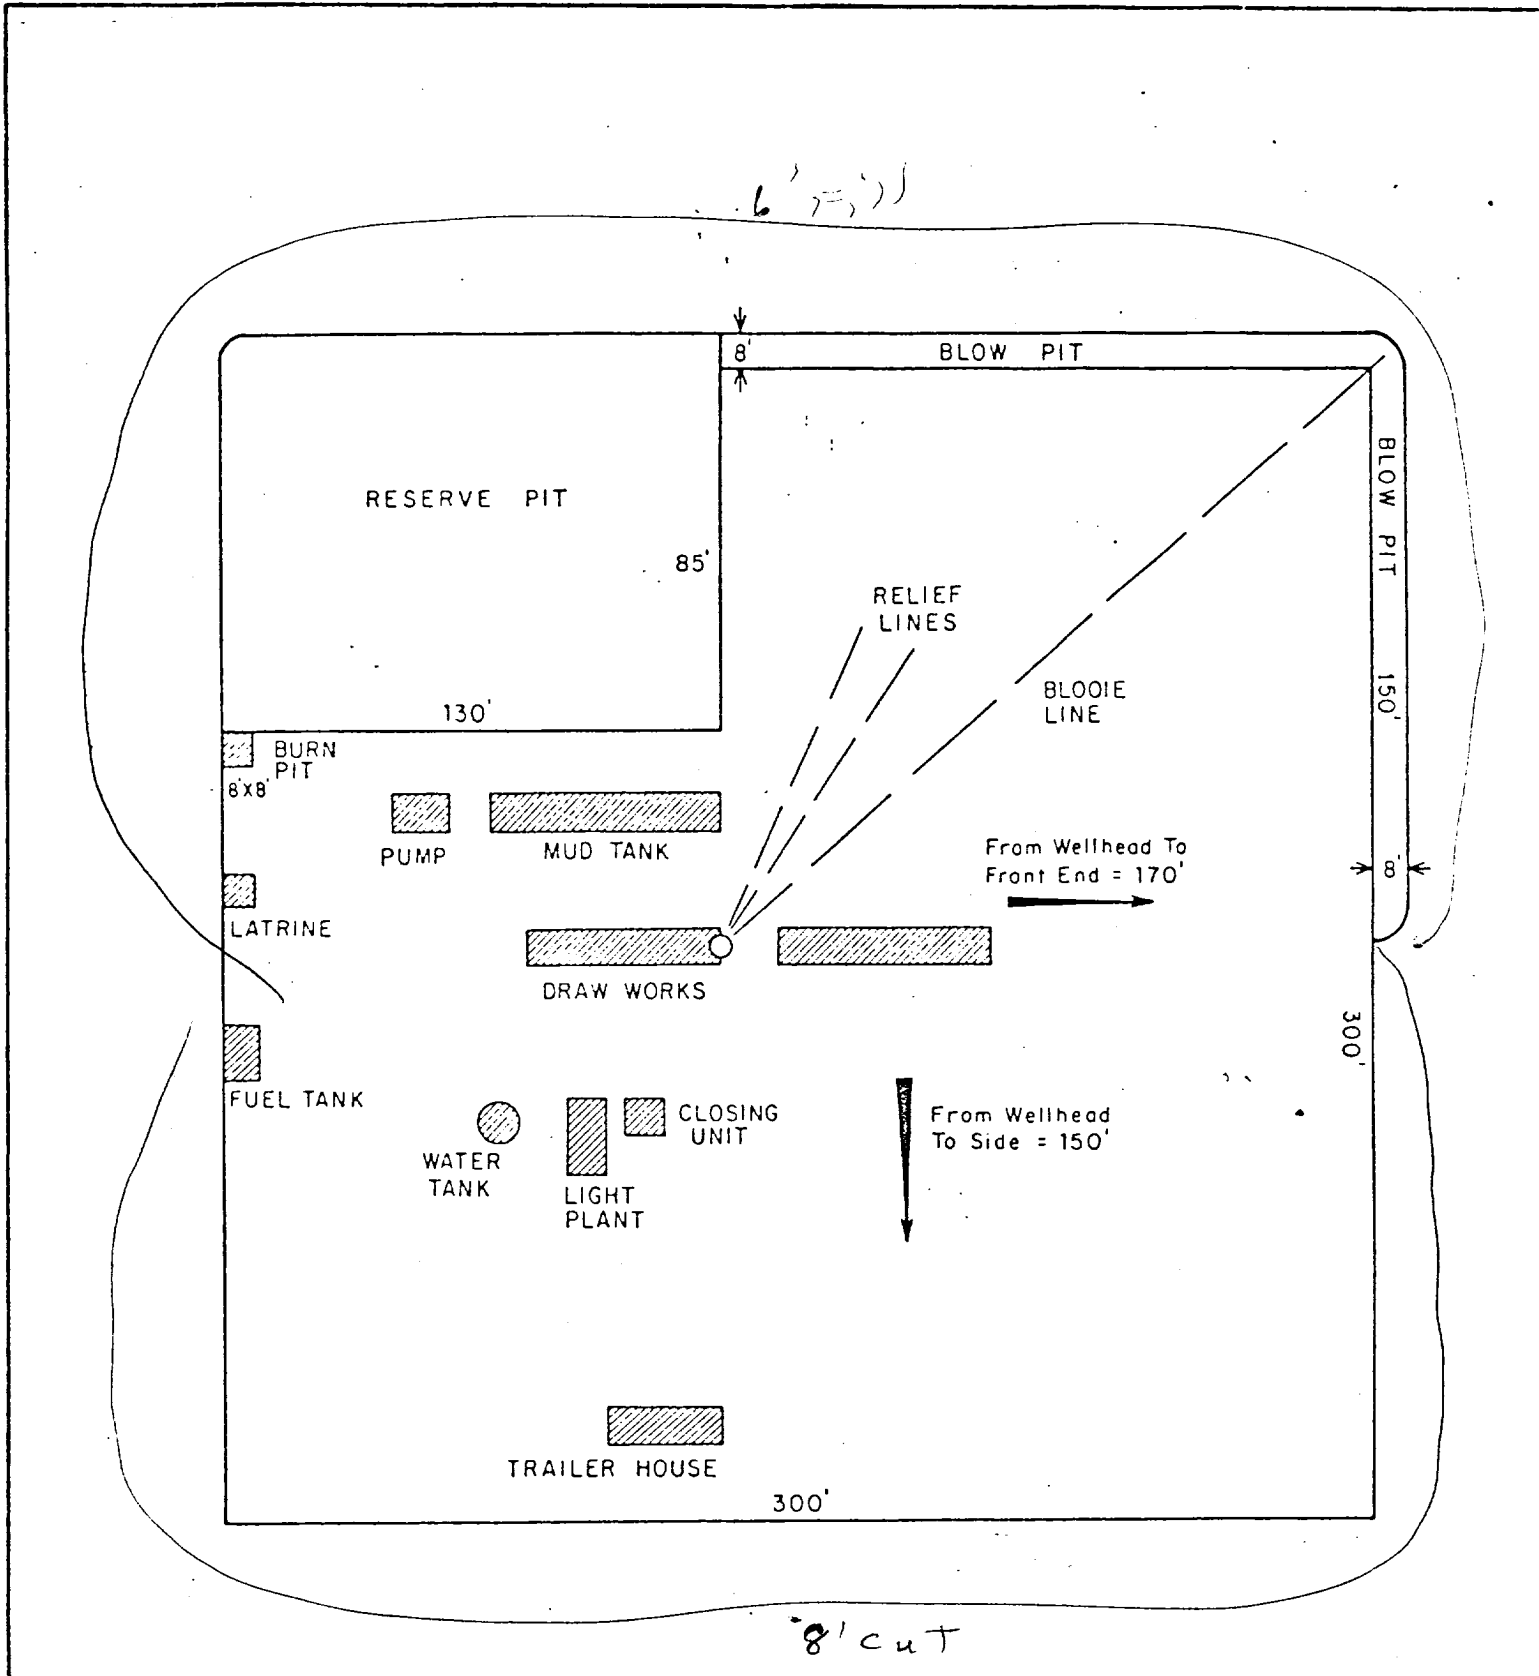 6'
8'
BLOW PIT
BLOW PIT
RESERVE PIT
85'
RELIEF
LINES
BLOOIE
LINE
150'
130'
BURN
PIT
8'X8'
PUMP
MUD TANK
From Wellhead To
Front End = 170'
8'
LATRINE
DRAW WORKS
300'
FUEL TANK
CLOSING
UNIT
From Wellhead
To Side = 150'
WATER
TANK
LIGHT
PLANT
TRAILER HOUSE
300'
8' cuT